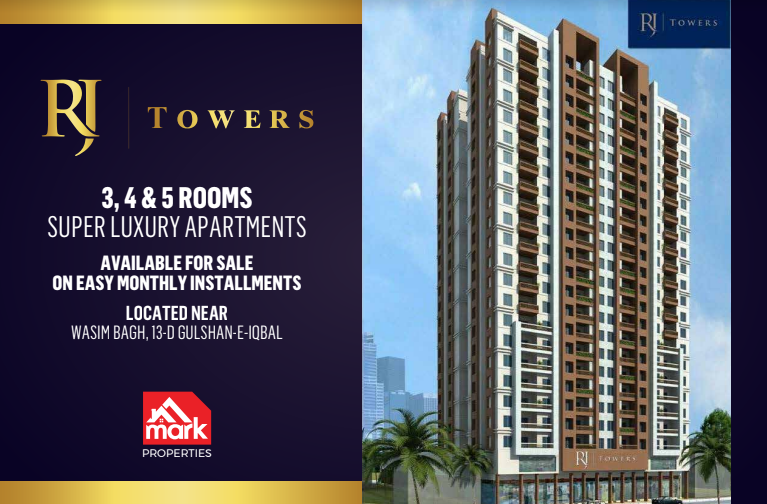 RJ TOWERS
3, 4 & 5 ROOMS
SUPER LUXURY APARTMENTS
AVAILABLE FOR SALE
ON EASY MONTHLY INSTALLMENTS
LOCATED NEAR
WASIM BAGH, 13-D GULSHAN-E-IQBAL
mark
PROPERTIES
RJ TOWERS
RJ TOWERS